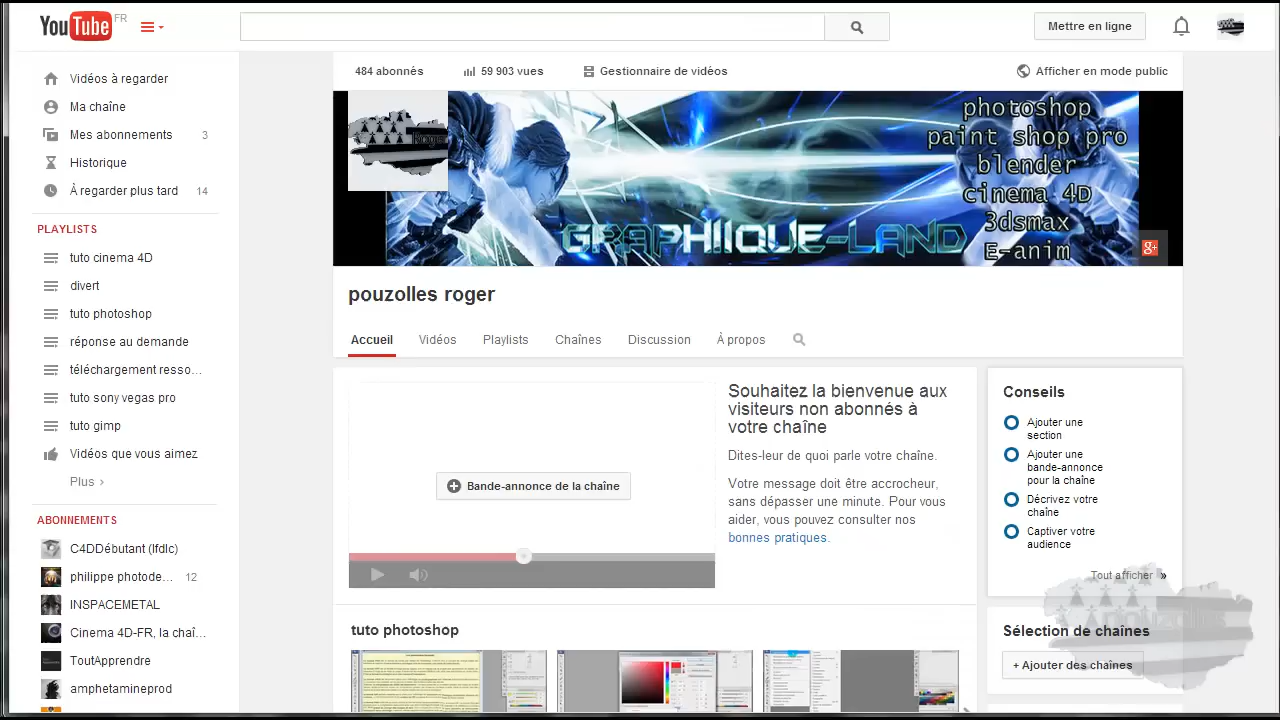 YouTube FR
Mettre en ligne
Vidéos à regarder
Ma chaîne
Mes abonnements 3
Historique
À regarder plus tard 14
PLAYLISTS
tuto cinema 4D
divert
tuto photoshop
réponse au demande
téléchargement resso...
tuto sonyvegas pro
tuto gimp
Vidéos que vous aimez
Plus ›
ABONNEMENTS
C4DDébutant (lfdlc)
philippe photode... 12
INSPACEMETAL
Cinema 4D-FR, la chaî...
484 abonnés
59 903 vues
Gestionnaire de vidéos
Afficher en mode public
Roger
photoshop
paint shop pro
blender
cinema 4D
3dsmax
E-anim
GRAPHIIQUE-LAND
g+
pouzolles roger
Accueil
Vidéos
Playlists
Chaînes
Discussion
À propos
Bande-annonce de la chaîne
Souhaitez la bienvenue aux
visiteurs non abonnés à
votre chaîne
Dites-leur de quoi parle votre chaîne.
Votre message doit être accrocheur,
sans dépasser une minute. Pour vous
aider, vous pouvez consulter nos
bonnes pratiques.
tuto photoshop
Conseils
Ajouter une
section
Ajouter une
bande-annonce
pour la chaîne
Décrivez votre
chaîne
Captiver votre
audience
Tout afficher »
Sélection de chaînes
+ Ajouter des chaînes